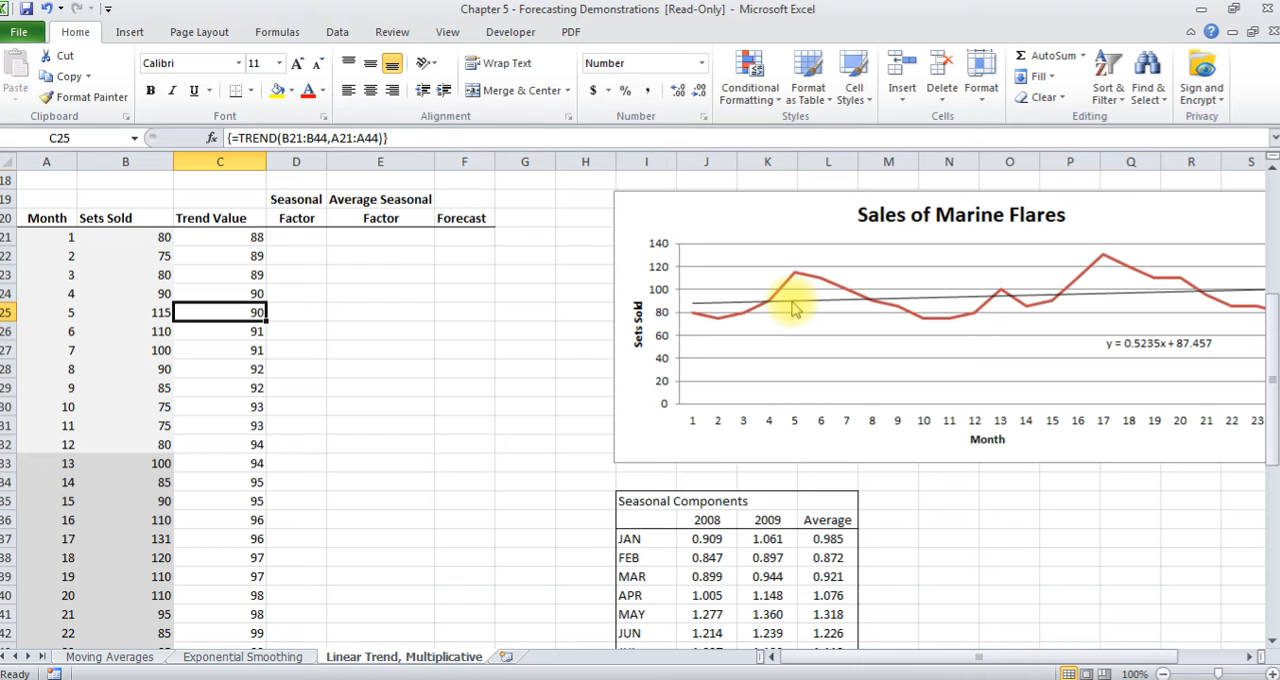 Chapter 5 - Forecasting Demonstrations [Read-Only] - Microsoft Excel
File Home Insert Page Layout Formulas Data Review View Developer PDF
Cut
Copy
Format Painter
Paste
Clipboard
Calibri 11
B I U
Font
Wrap Text
Merge & Center
Alignment
Number
$ % ,
Number
Conditional Formatting
Format as Table
Cell Styles
Styles
Insert Delete Format
Cells
AutoSum
Fill
Clear
Sort & Filter
Find & Select
Editing
Sign and Encrypt
Privacy
C25 fx {=TREND(B21:B44,A21:A44)}
A B C D E F G H I J K L M N O P Q R S
18
19 Seasonal Average Seasonal
20 Month Sets Sold Trend Value Factor Factor Forecast
21 1 80 88
22 2 75 89
23 3 80 89
24 4 90 90
25 5 115 90
26 6 110 91
27 7 100 91
28 8 90 92
29 9 85 92
30 10 75 93
31 11 75 93
32 12 80 94
33 13 100 94
34 14 85 95
35 15 90 95
36 16 110 96
37 17 131 96
38 18 120 97
39 19 110 97
40 20 110 98
41 21 95 98
42 22 85 99
Sales of Marine Flares
140
120
100
80
60
40
20
0
Sets Sold
y = 0.5235x + 87.457
1 2 3 4 5 6 7 8 9 10 11 12 13 14 15 16 17 18 19 20 21 22 23
Month
Seasonal Components
2008 2009 Average
JAN 0.909 1.061 0.985
FEB 0.847 0.897 0.872
MAR 0.899 0.944 0.921
APR 1.005 1.148 1.076
MAY 1.277 1.360 1.318
JUN 1.214 1.239 1.226
Moving Averages Exponential Smoothing Linear Trend, Multiplicative
Ready 100%